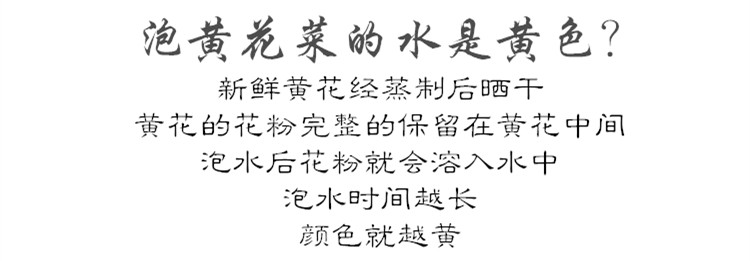 泡黄花菜的水是黄色?
新鲜黄花经蒸制后晒干
黄花的花粉完整的保留在黄花中间
泡水后花粉就会溶入水中
泡水时间越长
颜色就越黄